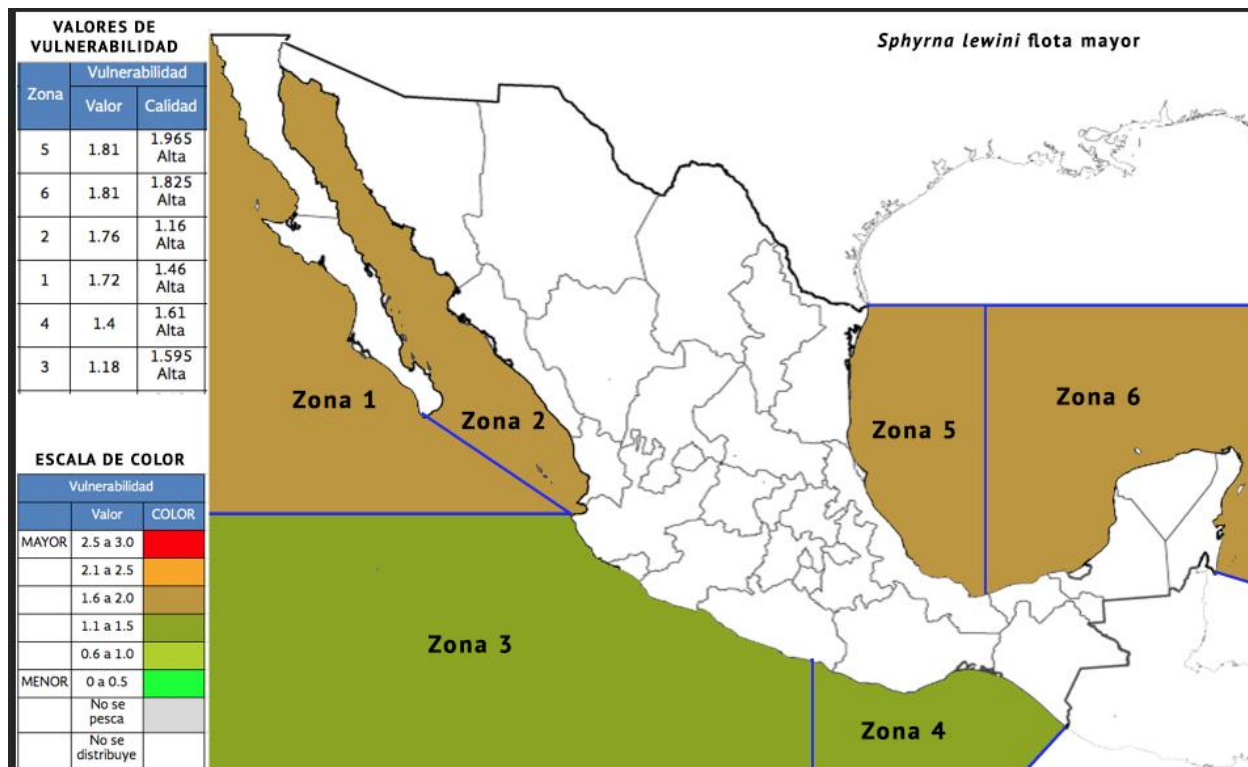 VALORES DE
VULNERABILIDAD
Zona Vulnerabilidad
Valor Calidad
5 1.81 1.965 Alta
6 1.81 1.825 Alta
2 1.76 1.16 Alta
1 1.72 1.46 Alta
4 1.4 1.61 Alta
3 1.18 1.595 Alta
ESCALA DE COLOR
Vulnerabilidad
Valor COLOR
MAYOR 2.5 a 3.0
2.1 a 2.5
1.6 a 2.0
1.1 a 1.5
0.6 a 1.0
MENOR 0 a 0.5
No se pesca
No se distribuye
Sphyrna lewini flota mayor
Zona 1
Zona 2
Zona 5
Zona 6
Zona 3
Zona 4